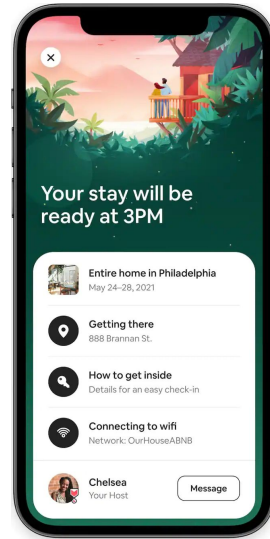 Your stay will be
ready at 3PM
Entire home in Philadelphia
May 24–28, 2021
Getting there
888 Brannan St.
How to get inside
Details for an easy check-in
Connecting to wifi
Network: OurHouseABNB
Chelsea
Your Host
Message